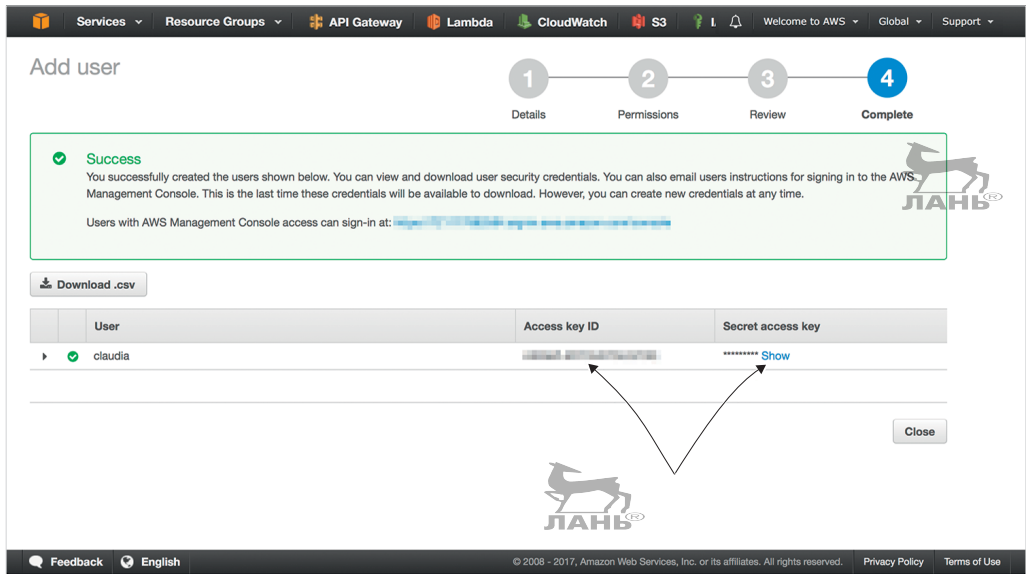 Services Resource Groups API Gateway Lambda CloudWatch S3 Welcome to AWS Global Support
Add user
1 2 3 4
Details Permissions Review Complete
Success
You successfully created the users shown below. You can view and download user security credentials. You can also email users instructions for signing in to the AWS
Management Console. This is the last time these credentials will be available to download. However, you can create new credentials at any time.
Users with AWS Management Console access can sign-in at:
ЛАНЬ®
Download .csv
User Access key ID Secret access key
claudia ********* Show
Close
ЛАНЬ®
Feedback English © 2008 - 2017, Amazon Web Services, Inc. or its affiliates. All rights reserved. Privacy Policy Terms of Use